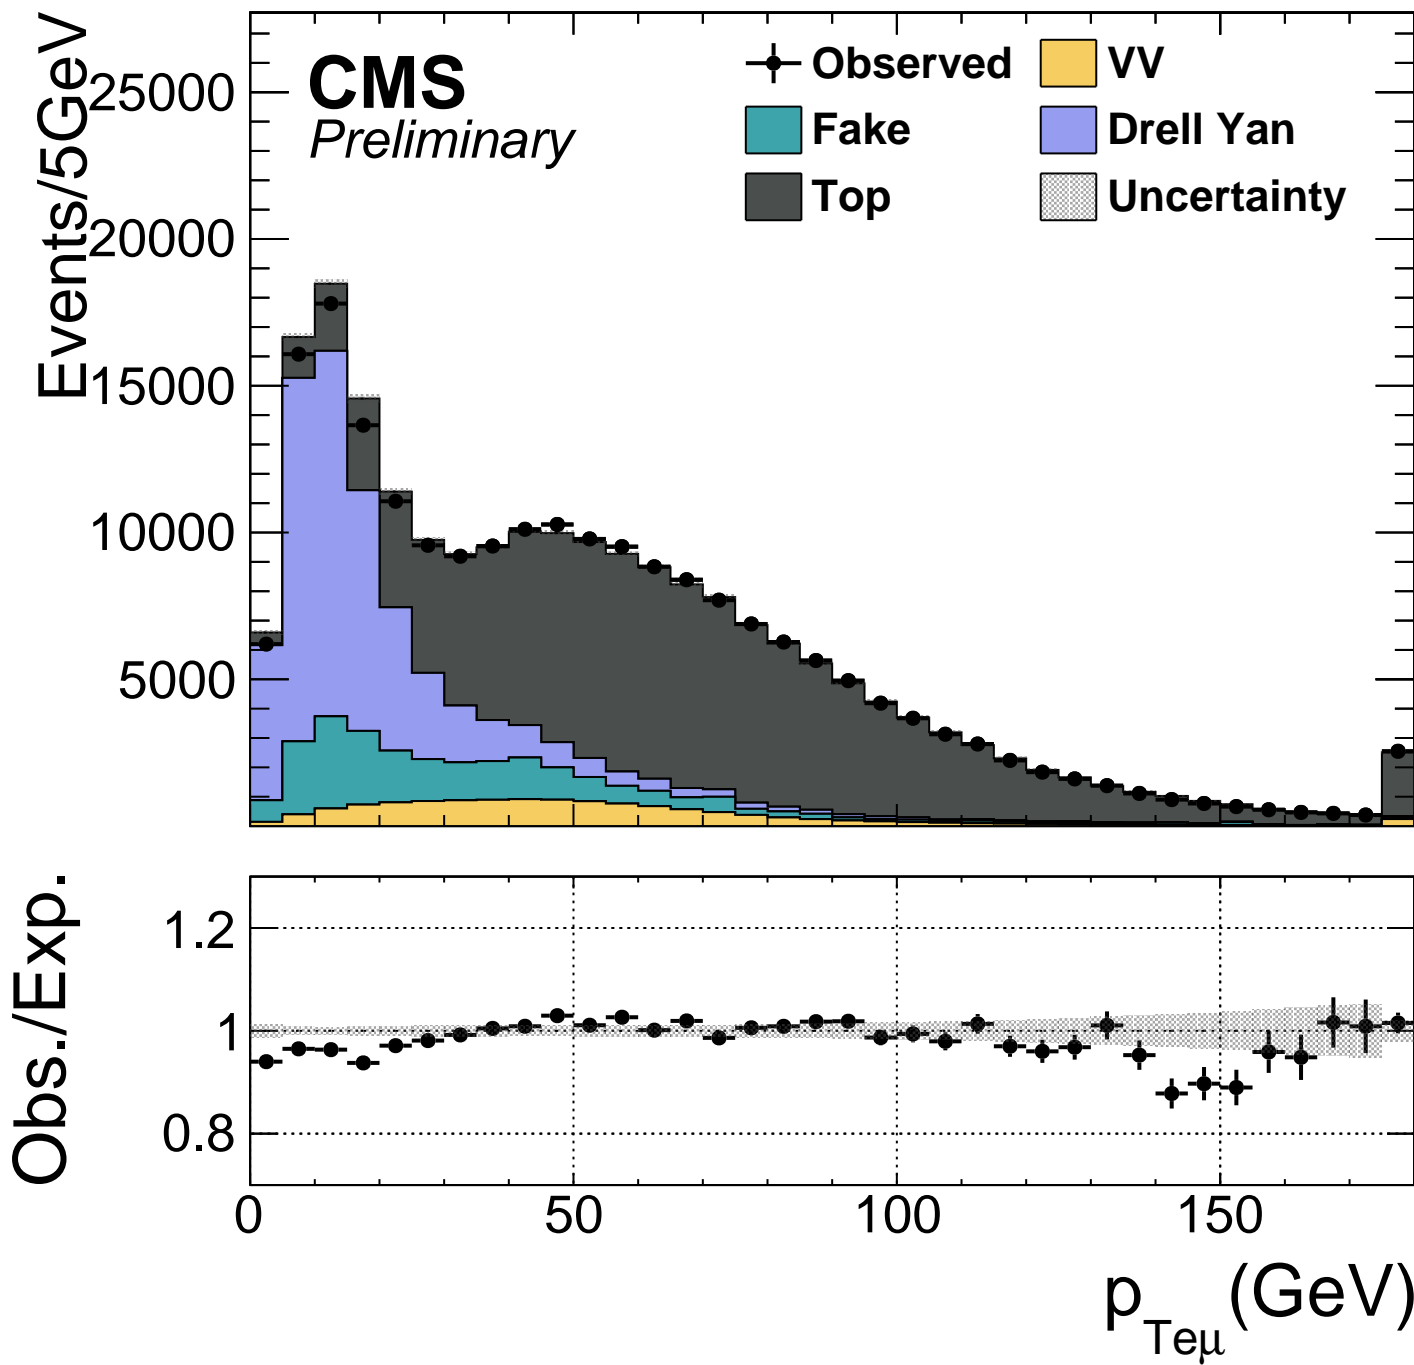 CMS
Preliminary
Observed
VV
Fake
Drell Yan
Top
Uncertainty
Events/5GeV
25000
20000
15000
10000
5000
Obs./Exp.
1.2
1
0.8
0
50
100
150
p_Teμ (GeV)